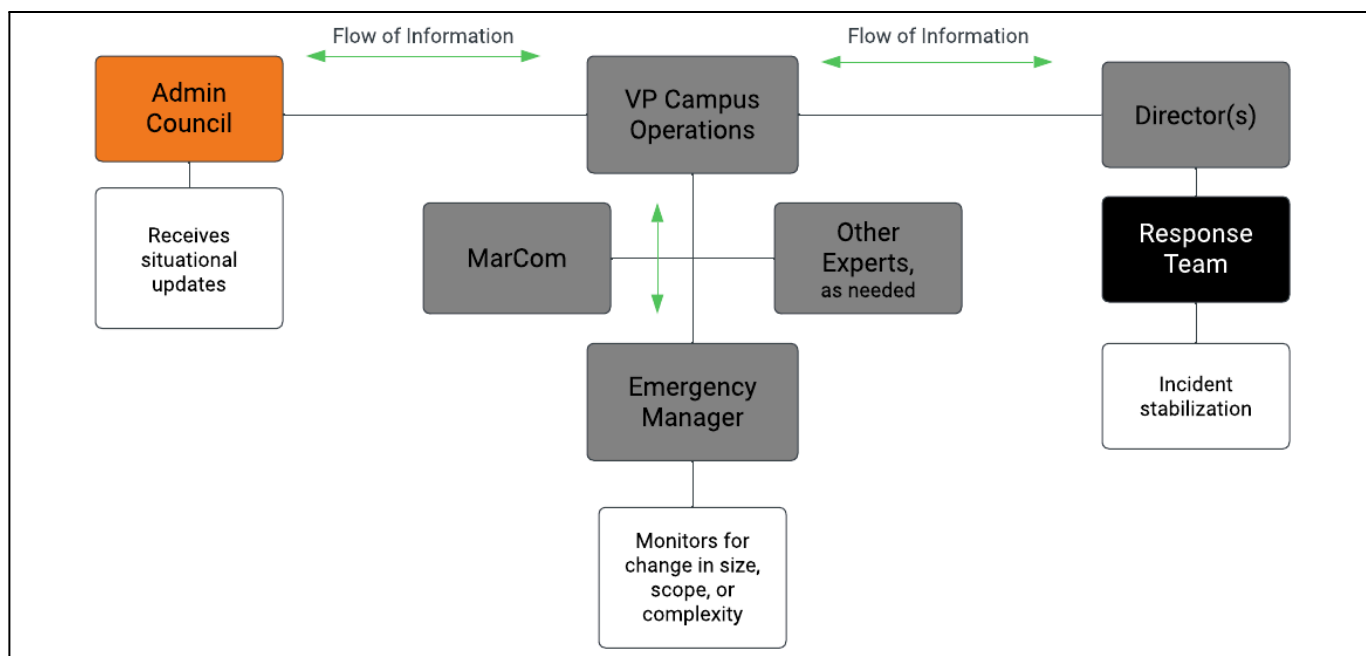 Flow of Information
Flow of Information
Admin
Council
VP Campus
Operations
Director(s)
Receives
situational
updates
MarCom
Other
Experts,
as needed
Response
Team
Emergency
Manager
Incident
stabilization
Monitors for
change in size,
scope, or
complexity